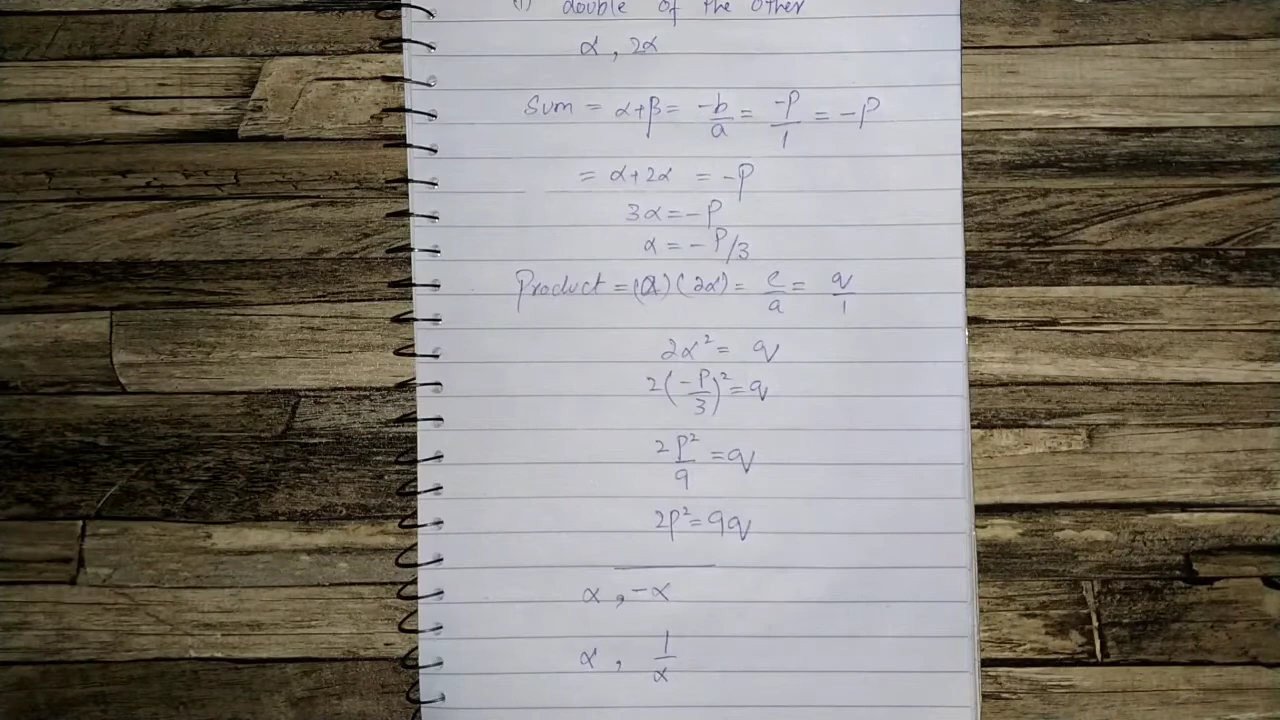 (i) double of the other
α , 2α
Sum = α+β = -b/a = -P/1 = -P
= α+2α = -P
3α = -P
α = -P/3
Product = (α)(2α) = c/a = q/1
2α² = q
2(-P/3)² = q
2P²/9 = q
2P² = 9q
α , -α
α , 1/α